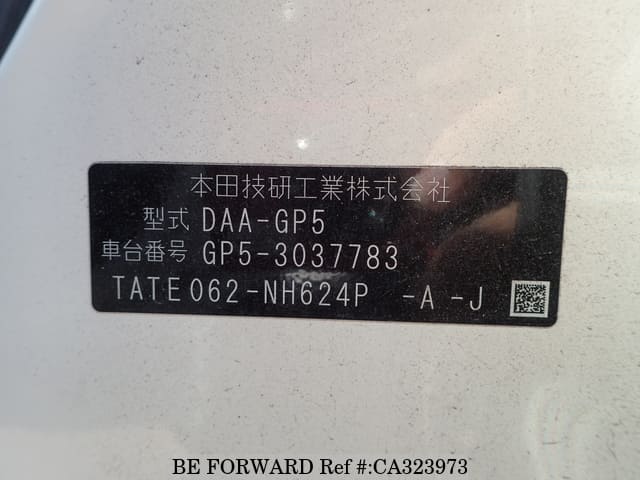 本田技研工業株式会社
型式 DAA-GP5
車台番号 GP5-3037783
TATE062-NH624P -A -J
BE FORWARD Ref #:CA323973